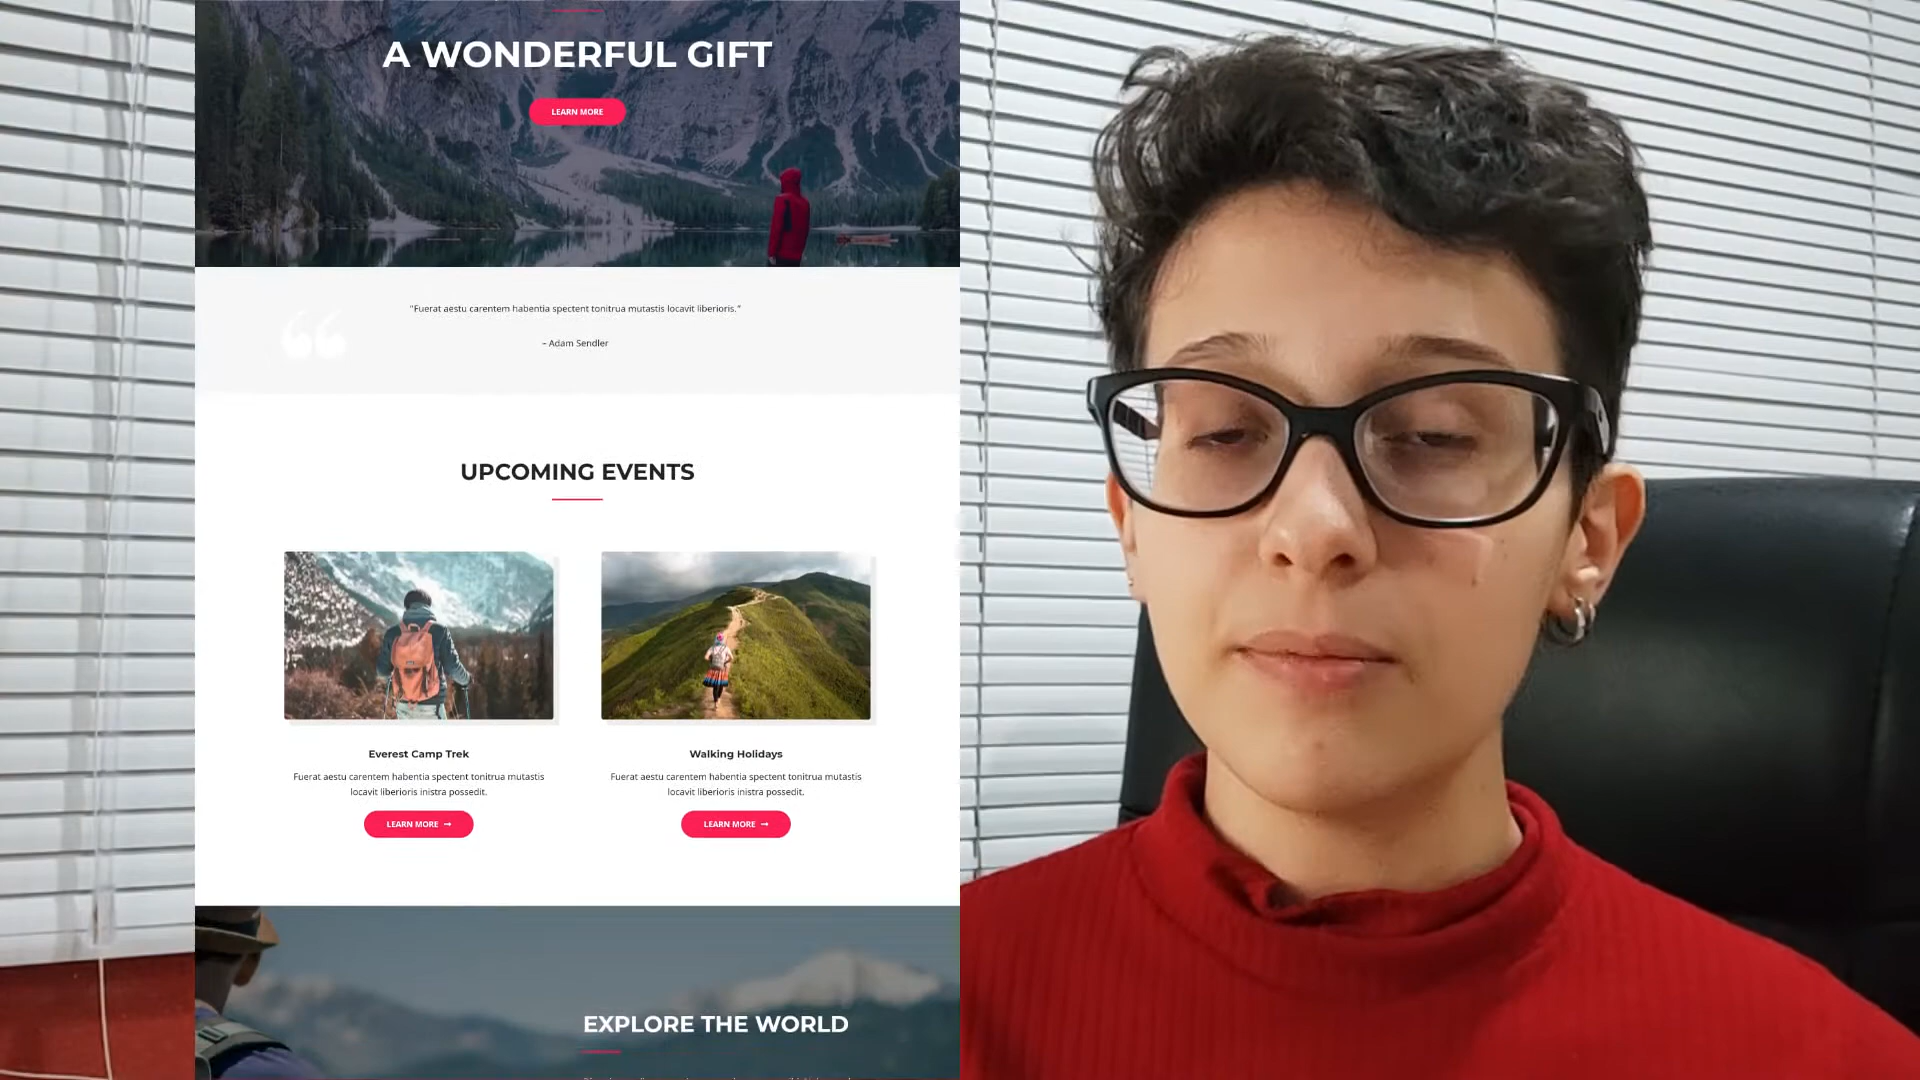 A WONDERFUL GIFT
LEARN MORE
"Fuerat aestu carentem habentia spectent tonitrua mutastis locavit liberioris."
– Adam Sendler
UPCOMING EVENTS
Everest Camp Trek
Fuerat aestu carentem habentia spectent tonitrua mutastis
locavit liberioris inistra possedit.
LEARN MORE →
Walking Holidays
Fuerat aestu carentem habentia spectent tonitrua mutastis
locavit liberioris inistra possedit.
LEARN MORE →
EXPLORE THE WORLD